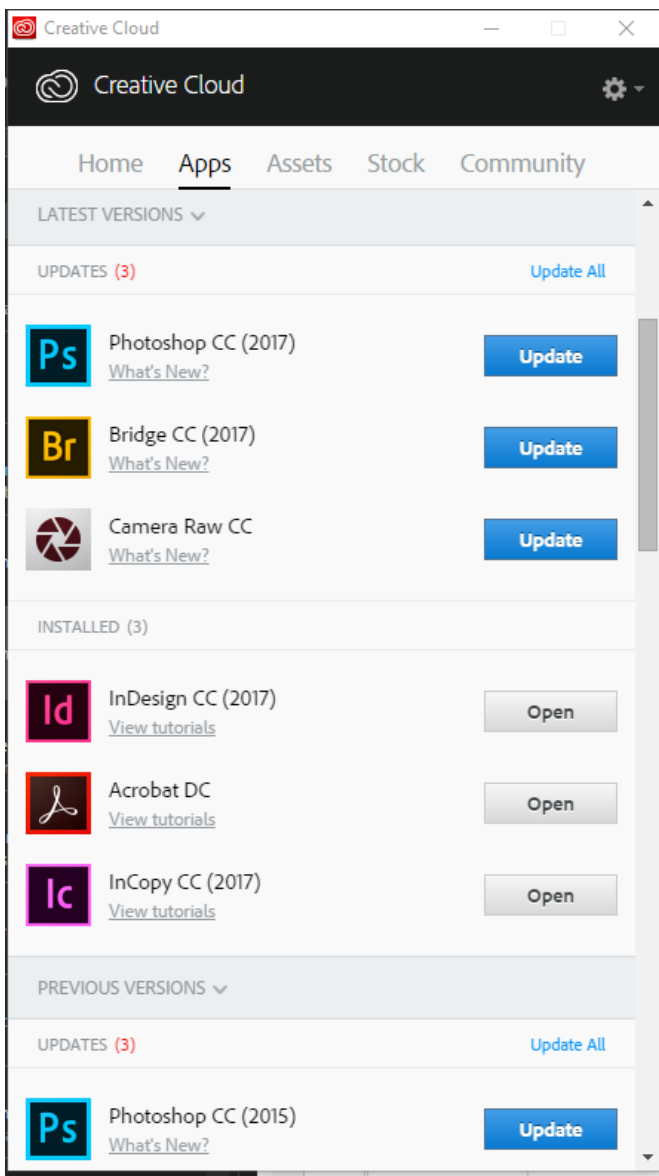 Creative Cloud
Creative Cloud
Home Apps Assets Stock Community
LATEST VERSIONS
UPDATES (3) Update All
Ps Photoshop CC (2017) Update
What's New?
Br Bridge CC (2017) Update
What's New?
Camera Raw CC Update
What's New?
INSTALLED (3)
Id InDesign CC (2017) Open
View tutorials
Acrobat DC Open
View tutorials
Ic InCopy CC (2017) Open
View tutorials
PREVIOUS VERSIONS
UPDATES (3) Update All
Ps Photoshop CC (2015) Update
What's New?